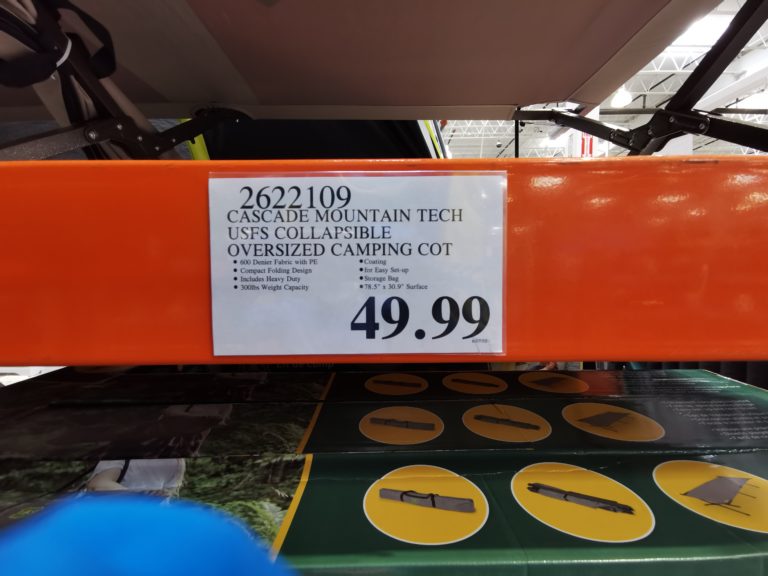 2622109
CASCADE MOUNTAIN TECH
USFS COLLAPSIBLE
OVERSIZED CAMPING COT
• 600 Denier Fabric with PE • Coating
• Compact Folding Design • for Easy Set-up
• Includes Heavy Duty • Storage Bag
• 300lbs Weight Capacity • 78.5" x 30.9" Surface
49.99